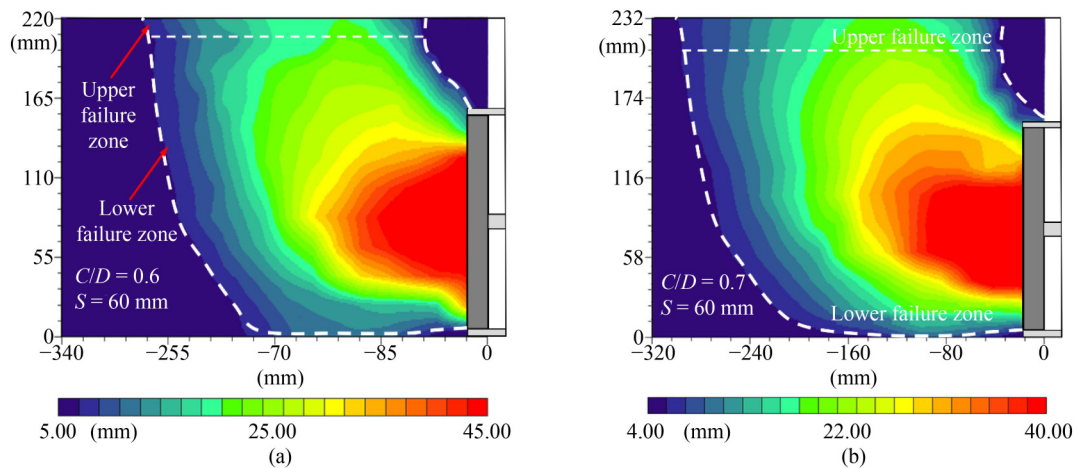 220
(mm)
165
110
55
0
Upper
failure
zone
Lower
failure zone
C/D = 0.6
S = 60 mm
−340
−255
−70
−85
0
(mm)
5.00 (mm)
25.00
45.00
(a)
232
(mm)
174
116
58
0
Upper failure zone
C/D = 0.7
S = 60 mm
Lower failure zone
−320
−240
−160
−80
0
(mm)
4.00 (mm)
22.00
40.00
(b)